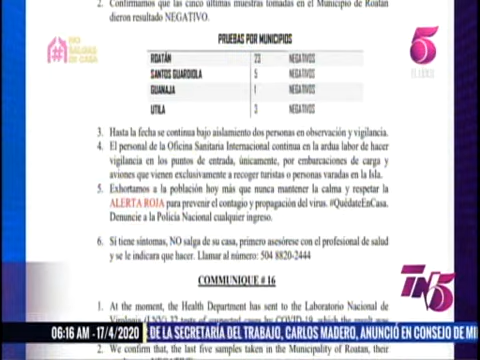 2. Confirmamos que las cinco últimas muestras tomadas en el Municipio de Roatán
dieron resultado NEGATIVO.
PRUEBAS POR MUNICIPIOS
ROATÁN 23 NEGATIVOS
SANTOS GUARDIOLA 5 NEGATIVOS
GUANAJA 1 NEGATIVOS
UTILA 3 NEGATIVOS
3. Hasta la fecha se continua bajo aislamiento dos personas en observación y vigilancia.
4. El personal de la Oficina Sanitaria Internacional continua en la ardua labor de hacer
vigilancia en los puntos de entrada, únicamente, por embarcaciones de carga y
aviones que vienen exclusivamente a recoger turistas o personas varadas en la Isla.
5. Exhortamos a la población hoy más que nunca mantener la calma y respetar la
ALERTA ROJA para prevenir el contagio y propagación del virus. #QuédateEnCasa.
Denuncie a la Policía Nacional cualquier ingreso.
6. Si tiene síntomas, NO salga de su casa, primero asesórese con el profesional de salud
y se le indicara que hacer. Llamar al número: 504 8820-2444
COMMUNIQUE # 16
1. At the moment, the Health Department has sent to the Laboratorio Nacional de
Virología (LNV) 32 tests of suspected cases by COVID-19, which the result was
2. We confirm that, the last five samples taken in the Municipality of Roatán, their
#NO SALGAS DE CASA
5
EL LÍDER
TN5
06:16 AM - 17/4/2020
E DE LA SECRETARÍA DEL TRABAJO, CARLOS MADERO, ANUNCIÓ EN CONSEJO DE MI